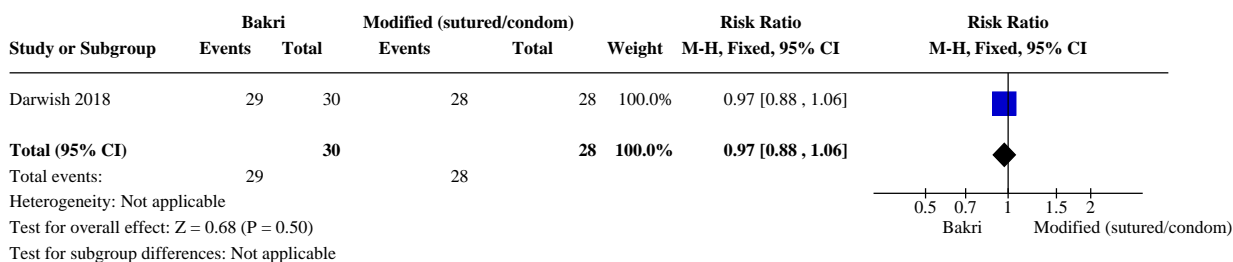 Bakri Modified (sutured/condom) Risk Ratio Risk Ratio
Study or Subgroup Events Total Events Total Weight M-H, Fixed, 95% CI M-H, Fixed, 95% CI
Darwish 2018 29 30 28 28 100.0% 0.97 [0.88 , 1.06]
Total (95% CI) 30 28 100.0% 0.97 [0.88 , 1.06]
Total events: 29 28
Heterogeneity: Not applicable
0.5 0.7 1 1.5 2
Test for overall effect: Z = 0.68 (P = 0.50)
Bakri Modified (sutured/condom)
Test for subgroup differences: Not applicable